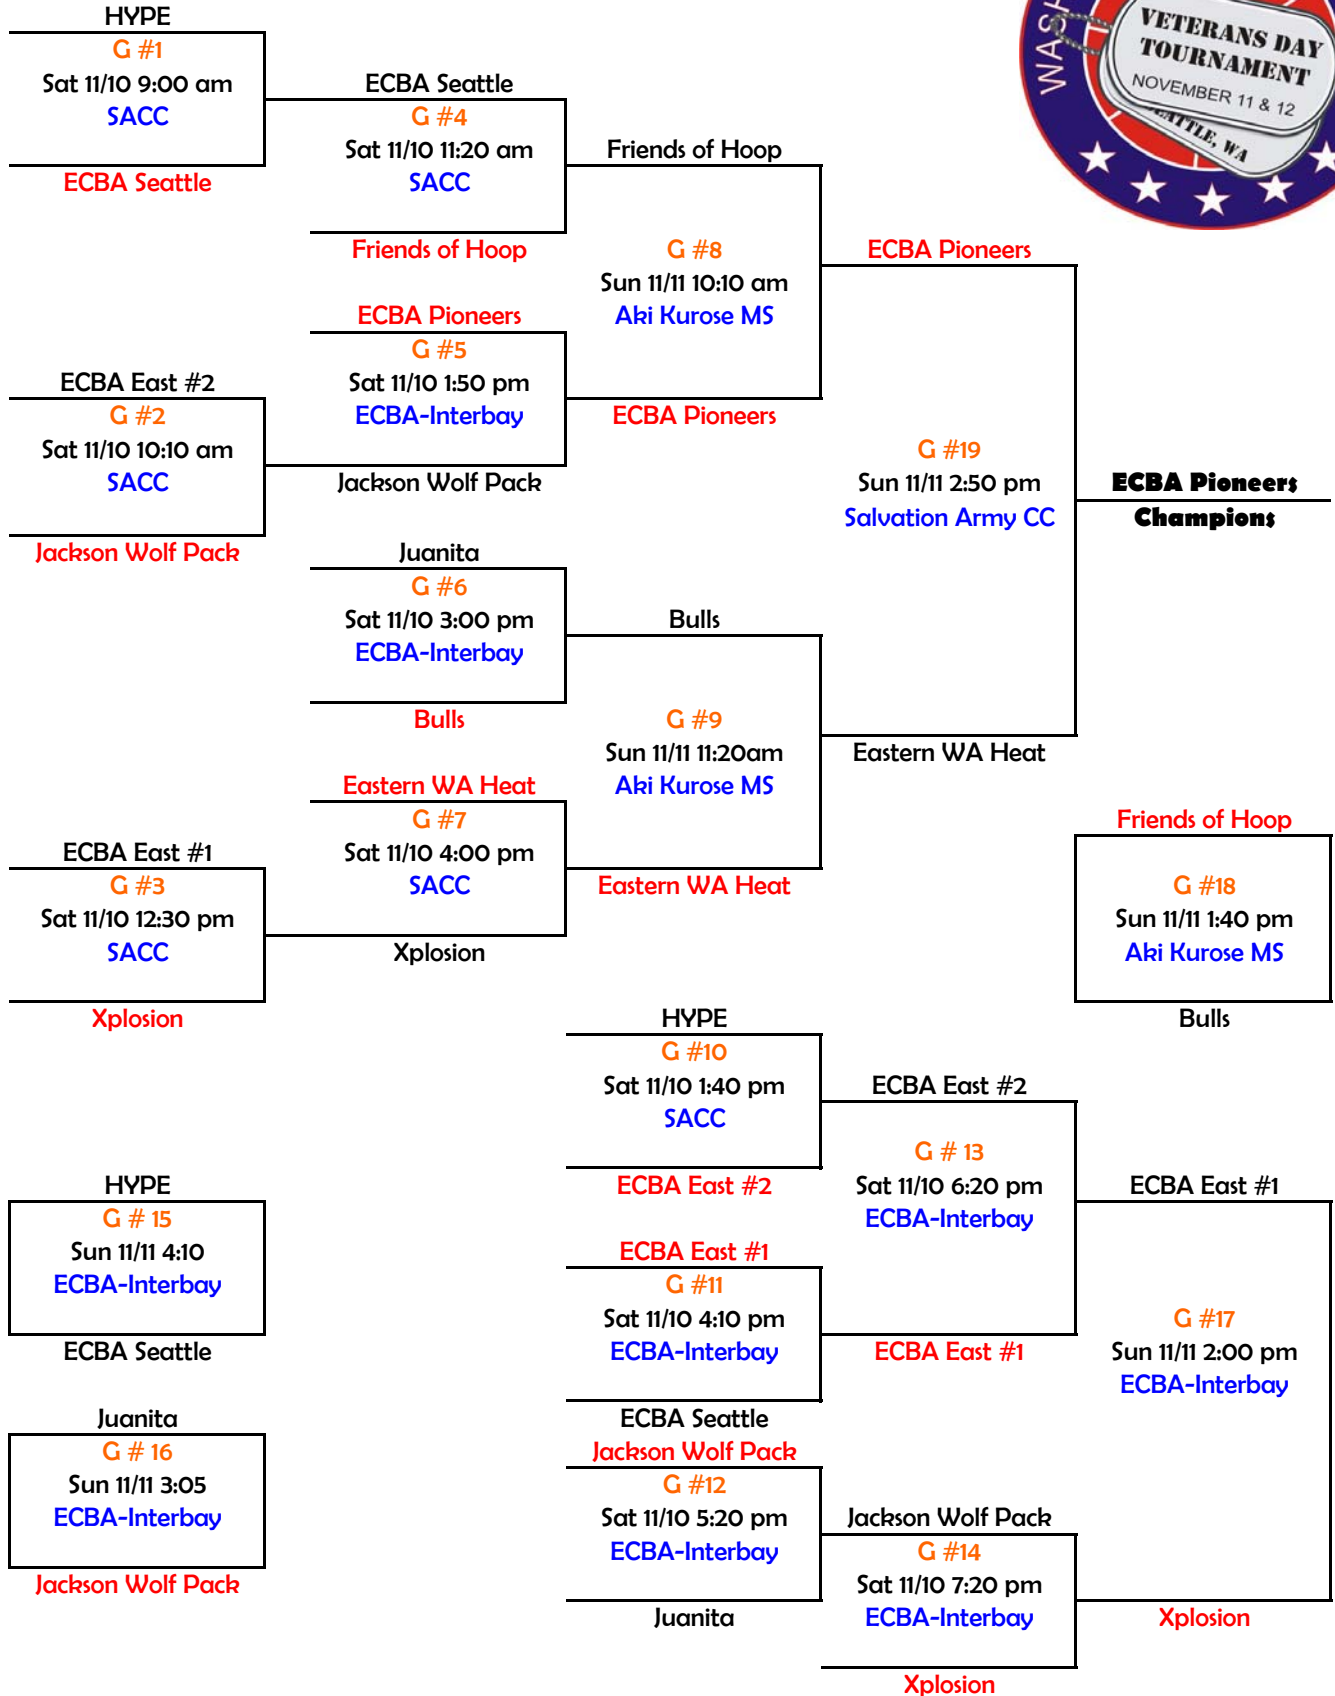 WASH
VETERANS DAY
TOURNAMENT
NOVEMBER 11 & 12
SEATTLE, WA
HYPE
G #1
Sat 11/10 9:00 am
SACC
ECBA Seattle
ECBA East #2
G #2
Sat 11/10 10:10 am
SACC
Jackson Wolf Pack
ECBA East #1
G #3
Sat 11/10 12:30 pm
SACC
Xplosion
ECBA Seattle
G #4
Sat 11/10 11:20 am
SACC
Friends of Hoop
ECBA Pioneers
G #5
Sat 11/10 1:50 pm
ECBA-Interbay
Jackson Wolf Pack
Juanita
G #6
Sat 11/10 3:00 pm
ECBA-Interbay
Bulls
Eastern WA Heat
G #7
Sat 11/10 4:00 pm
SACC
Xplosion
Friends of Hoop
G #8
Sun 11/11 10:10 am
Aki Kurose MS
ECBA Pioneers
Bulls
G #9
Sun 11/11 11:20am
Aki Kurose MS
Eastern WA Heat
ECBA Pioneers
G #19
Sun 11/11 2:50 pm
Salvation Army CC
Eastern WA Heat
ECBA Pioneers
Champions
Friends of Hoop
G #18
Sun 11/11 1:40 pm
Aki Kurose MS
Bulls
HYPE
G #10
Sat 11/10 1:40 pm
SACC
ECBA East #2
ECBA East #1
G #11
Sat 11/10 4:10 pm
ECBA-Interbay
ECBA Seattle
Jackson Wolf Pack
G #12
Sat 11/10 5:20 pm
ECBA-Interbay
Juanita
ECBA East #2
G # 13
Sat 11/10 6:20 pm
ECBA-Interbay
ECBA East #1
Jackson Wolf Pack
G #14
Sat 11/10 7:20 pm
ECBA-Interbay
Xplosion
ECBA East #1
G #17
Sun 11/11 2:00 pm
ECBA-Interbay
Xplosion
HYPE
G # 15
Sun 11/11 4:10
ECBA-Interbay
ECBA Seattle
Juanita
G # 16
Sun 11/11 3:05
ECBA-Interbay
Jackson Wolf Pack